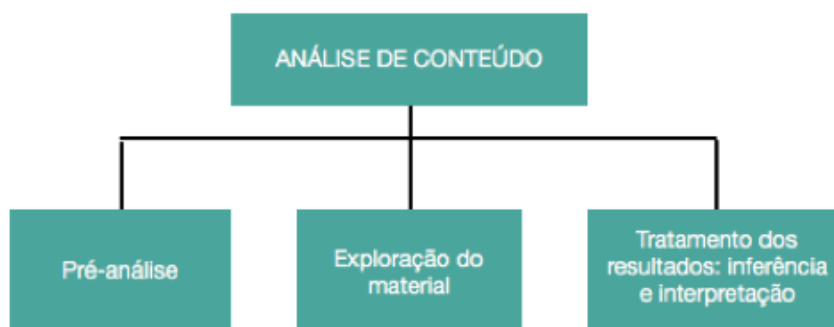 ANÁLISE DE CONTEÚDO
Pré-análise
Exploração do
material
Tratamento dos
resultados: inferência
e interpretação